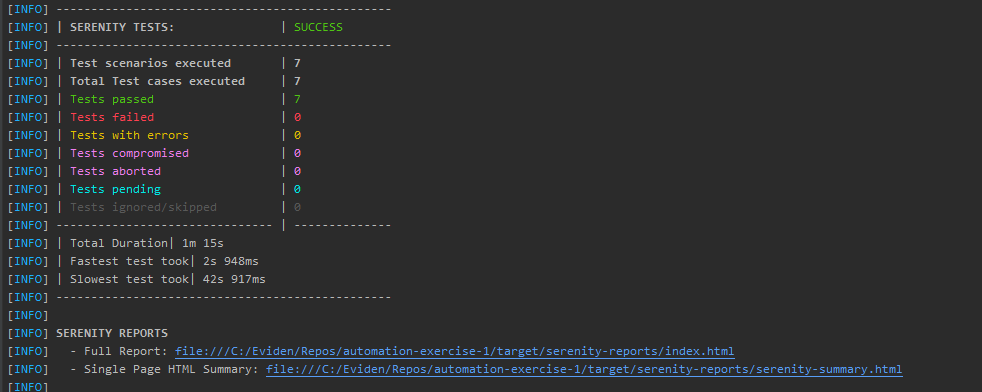 [INFO] ------------------------------------------------
[INFO] | SERENITY TESTS:               | SUCCESS
[INFO] ------------------------------------------------
[INFO] | Test scenarios executed       | 7
[INFO] | Total Test cases executed     | 7
[INFO] | Tests passed                  | 7
[INFO] | Tests failed                  | 0
[INFO] | Tests with errors             | 0
[INFO] | Tests compromised             | 0
[INFO] | Tests aborted                 | 0
[INFO] | Tests pending                 | 0
[INFO] | Tests ignored/skipped         | 0
[INFO] ------------------------------- | --------------
[INFO] | Total Duration| 1m 15s
[INFO] | Fastest test took| 2s 948ms
[INFO] | Slowest test took| 42s 917ms
[INFO] ------------------------------------------------
[INFO]
[INFO] SERENITY REPORTS
[INFO]   - Full Report: file:///C:/Eviden/Repos/automation-exercise-1/target/serenity-reports/index.html
[INFO]   - Single Page HTML Summary: file:///C:/Eviden/Repos/automation-exercise-1/target/serenity-reports/serenity-summary.html
[INFO]